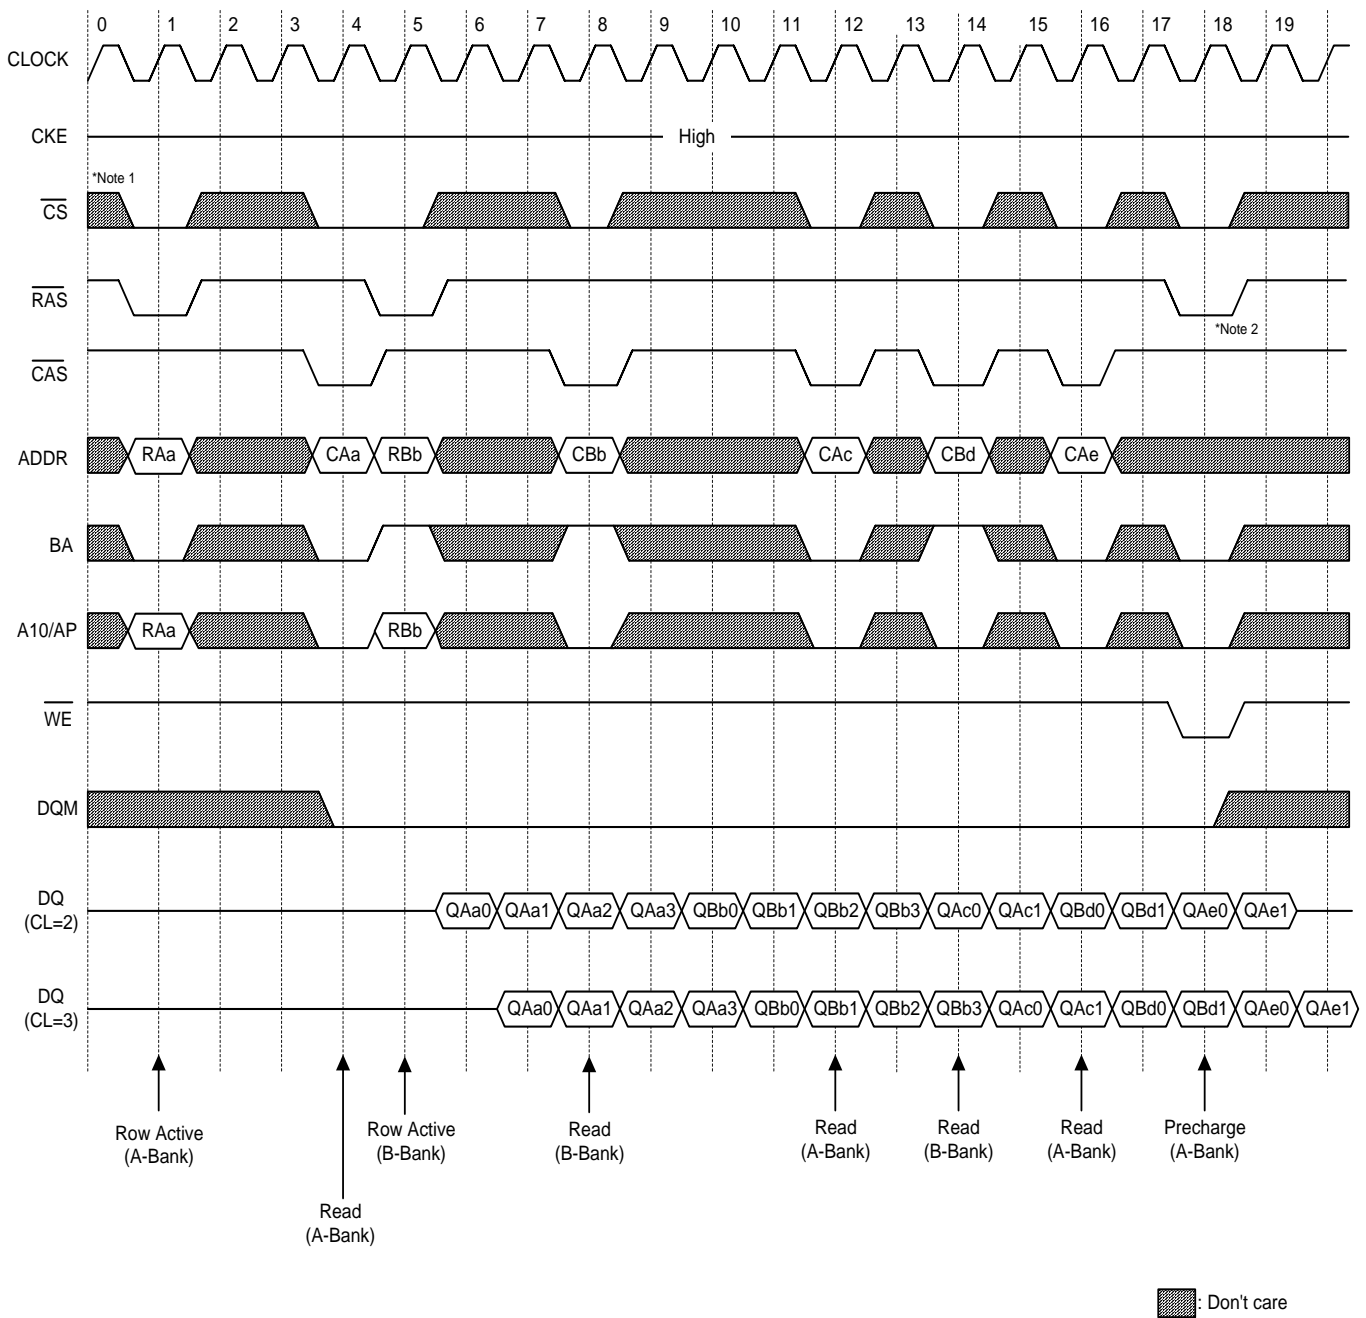 0 1 2 3 4 5 6 7 8 9 10 11 12 13 14 15 16 17 18 19
CLOCK
CKE High
*Note 1
CS
RAS
*Note 2
CAS
ADDR RAa CAa RBb CBb CAc CBd CAe
BA
A10/AP RAa RBb
WE
DQM
DQ
(CL=2)
QAa0 QAa1 QAa2 QAa3 QBb0 QBb1 QBb2 QBb3 QAc0 QAc1 QBd0 QBd1 QAe0 QAe1
DQ
(CL=3)
QAa0 QAa1 QAa2 QAa3 QBb0 QBb1 QBb2 QBb3 QAc0 QAc1 QBd0 QBd1 QAe0 QAe1
Row Active
(A-Bank)
Read
(A-Bank)
Row Active
(B-Bank)
Read
(B-Bank)
Read
(A-Bank)
Read
(B-Bank)
Read
(A-Bank)
Precharge
(A-Bank)
: Don't care